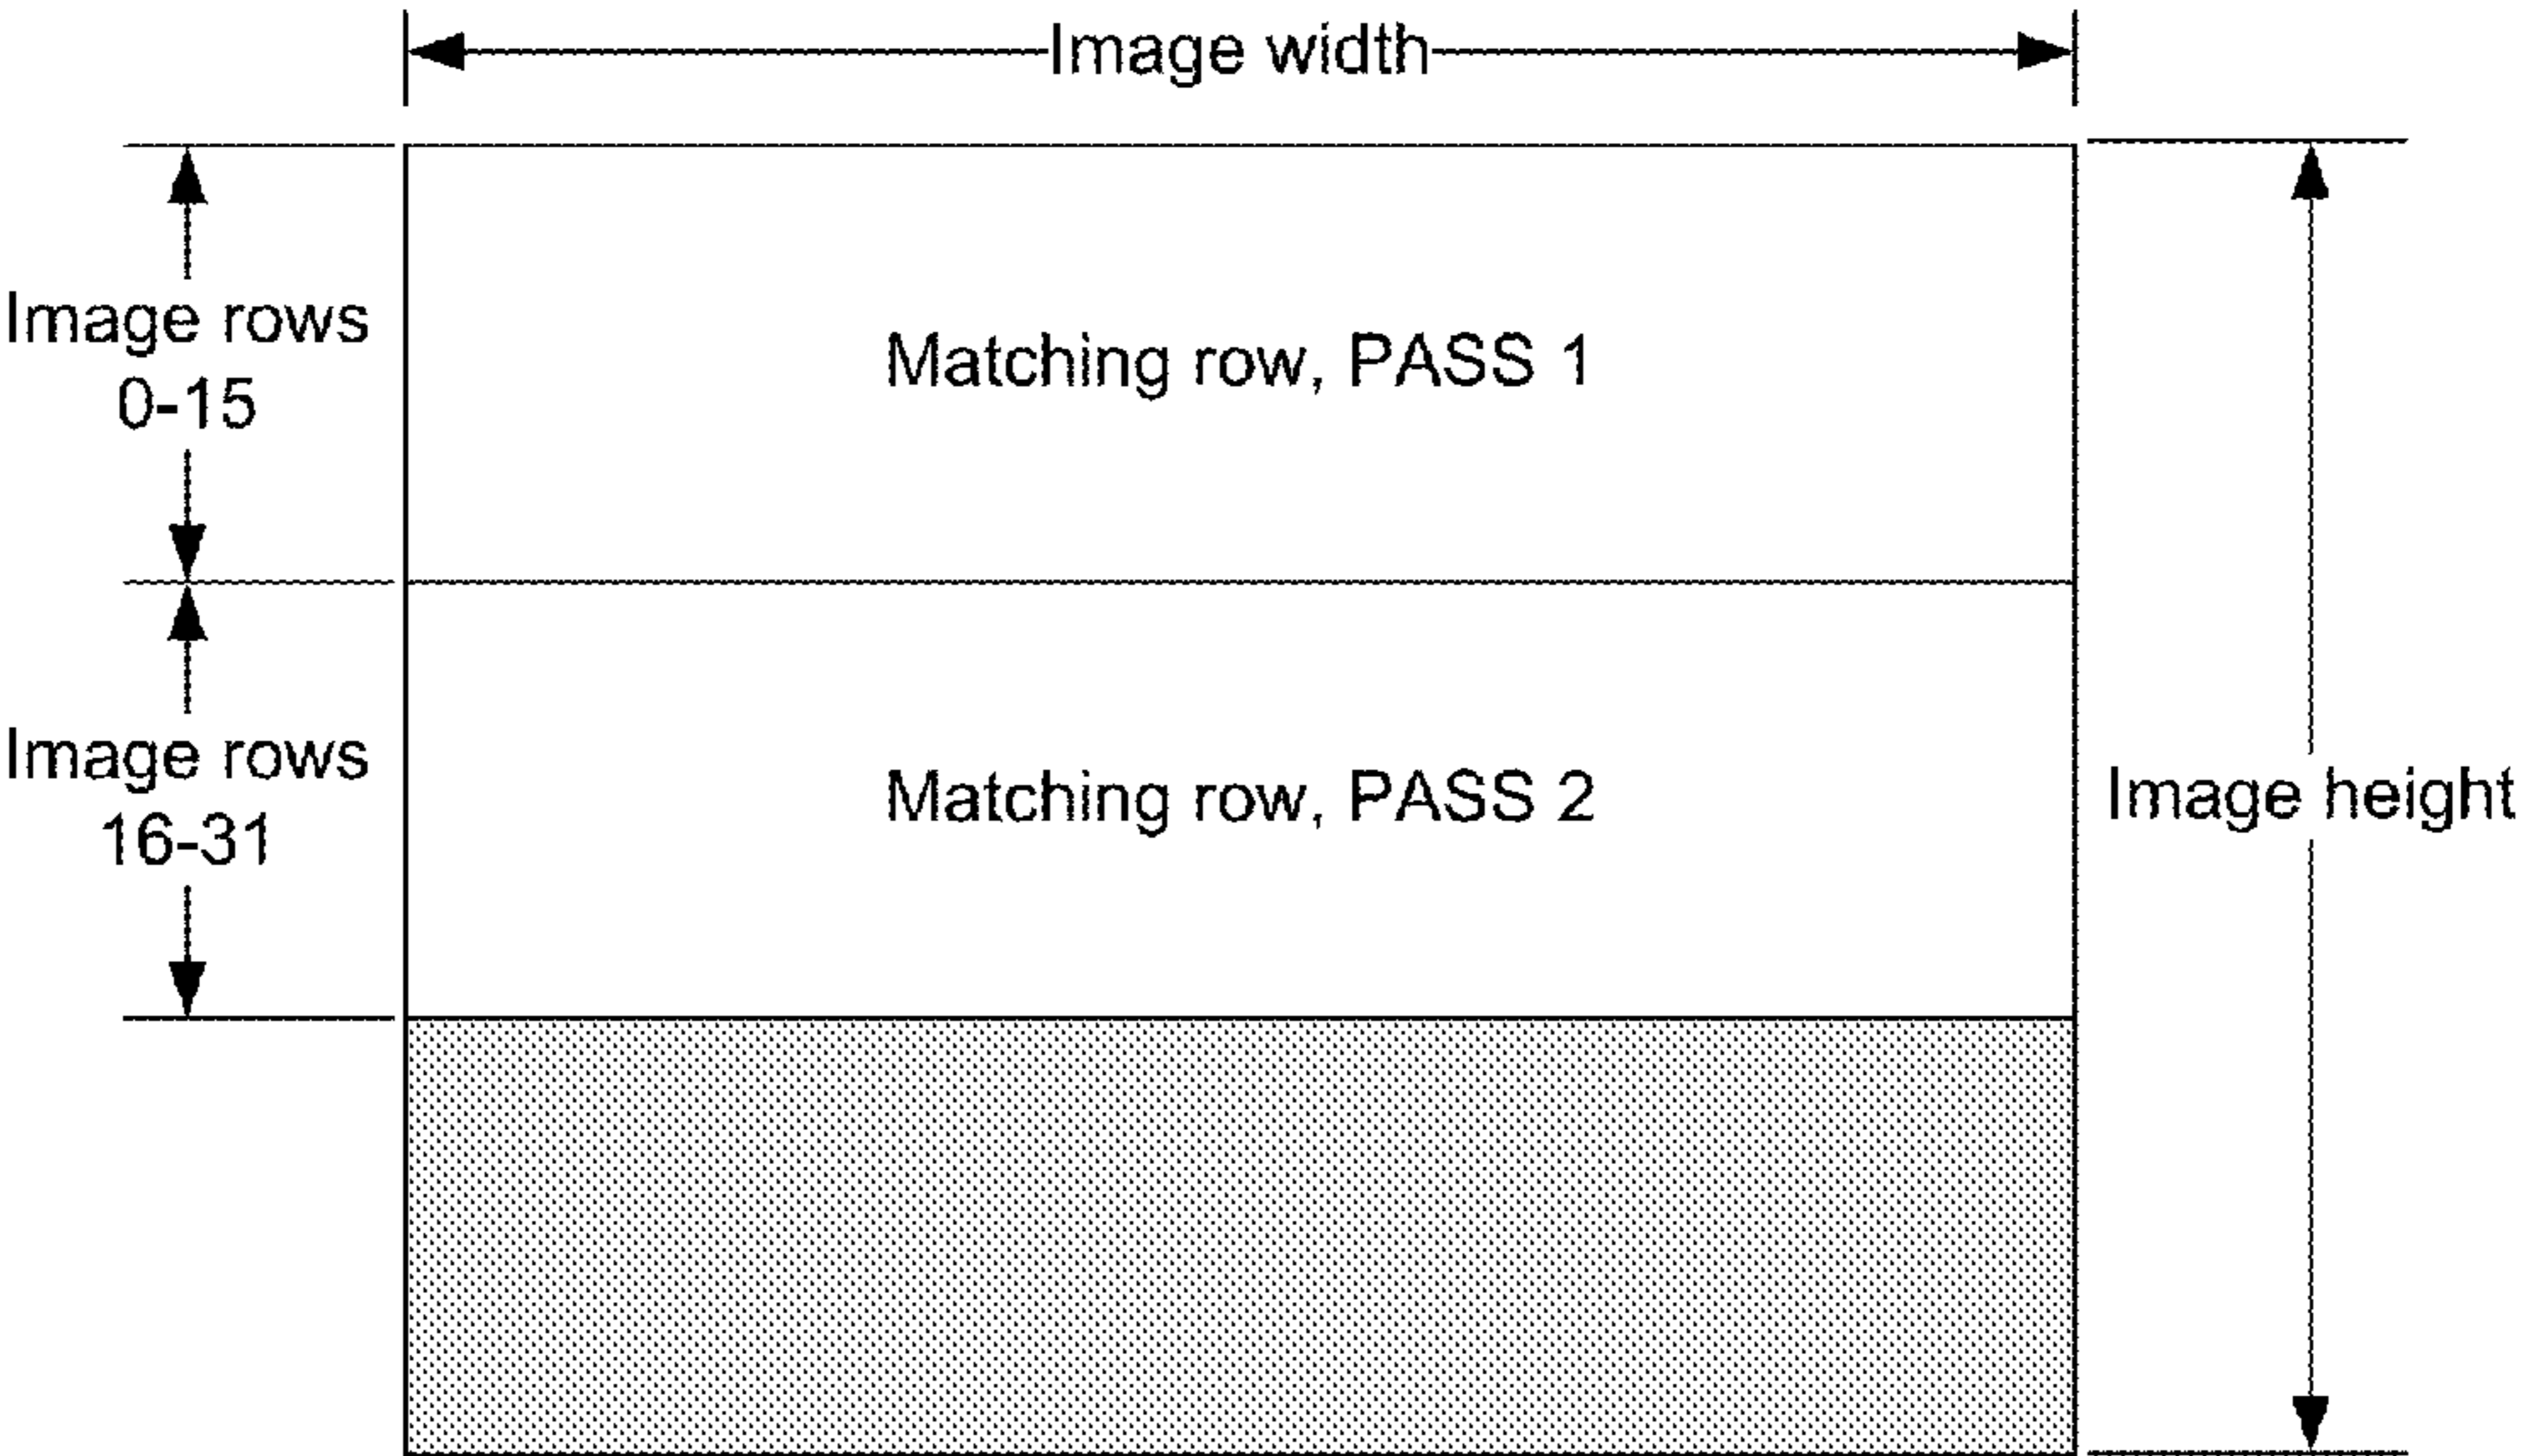 Image width
Image rows
0-15
Matching row, PASS 1
Image rows
16-31
Matching row, PASS 2
Image height